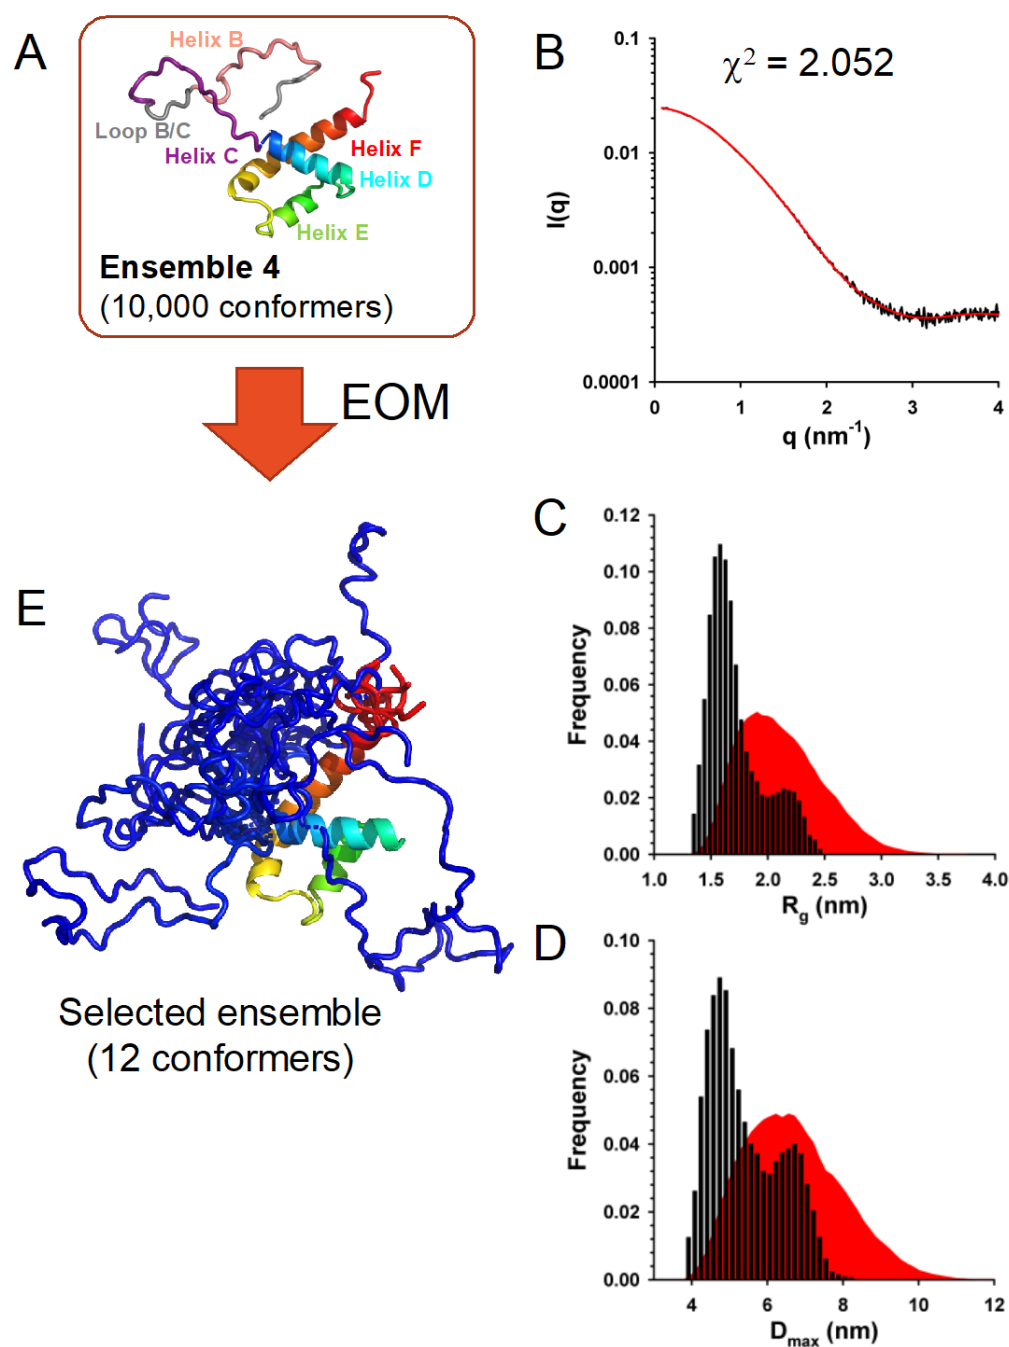 A
Helix B
Loop B/C
Helix C
Helix F
Helix D
Helix E
Ensemble 4
(10,000 conformers)
EOM
B
χ² = 2.052
0.1
0.01
0.001
0.0001
I(q)
0 1 2 3 4
q (nm⁻¹)
C
0.12
0.10
0.08
0.06
0.04
0.02
0.00
Frequency
1.0 1.5 2.0 2.5 3.0 3.5 4.0
Rg (nm)
E
Selected ensemble
(12 conformers)
D
0.10
0.08
0.06
0.04
0.02
0.00
Frequency
4 6 8 10 12
Dmax (nm)